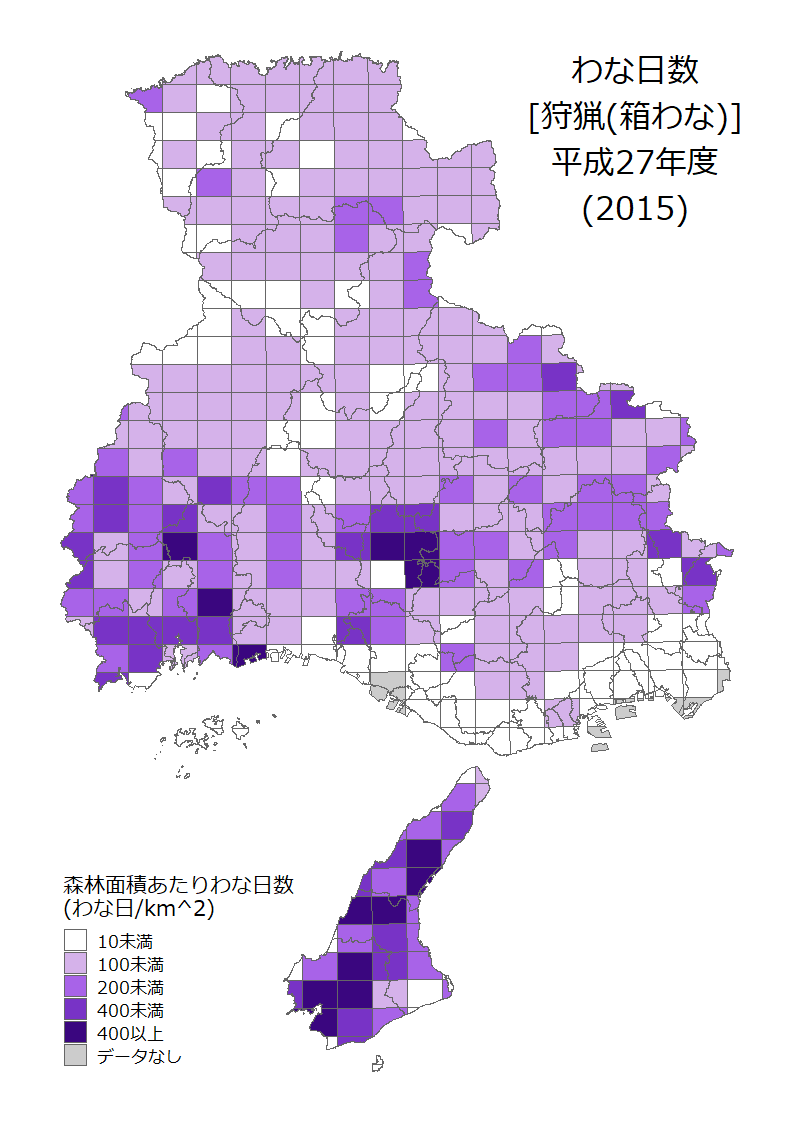 わな日数
[狩猟(箱わな)]
平成27年度
(2015)
森林面積あたりわな日数
(わな日/km^2)
10未満
100未満
200未満
400未満
400以上
データなし